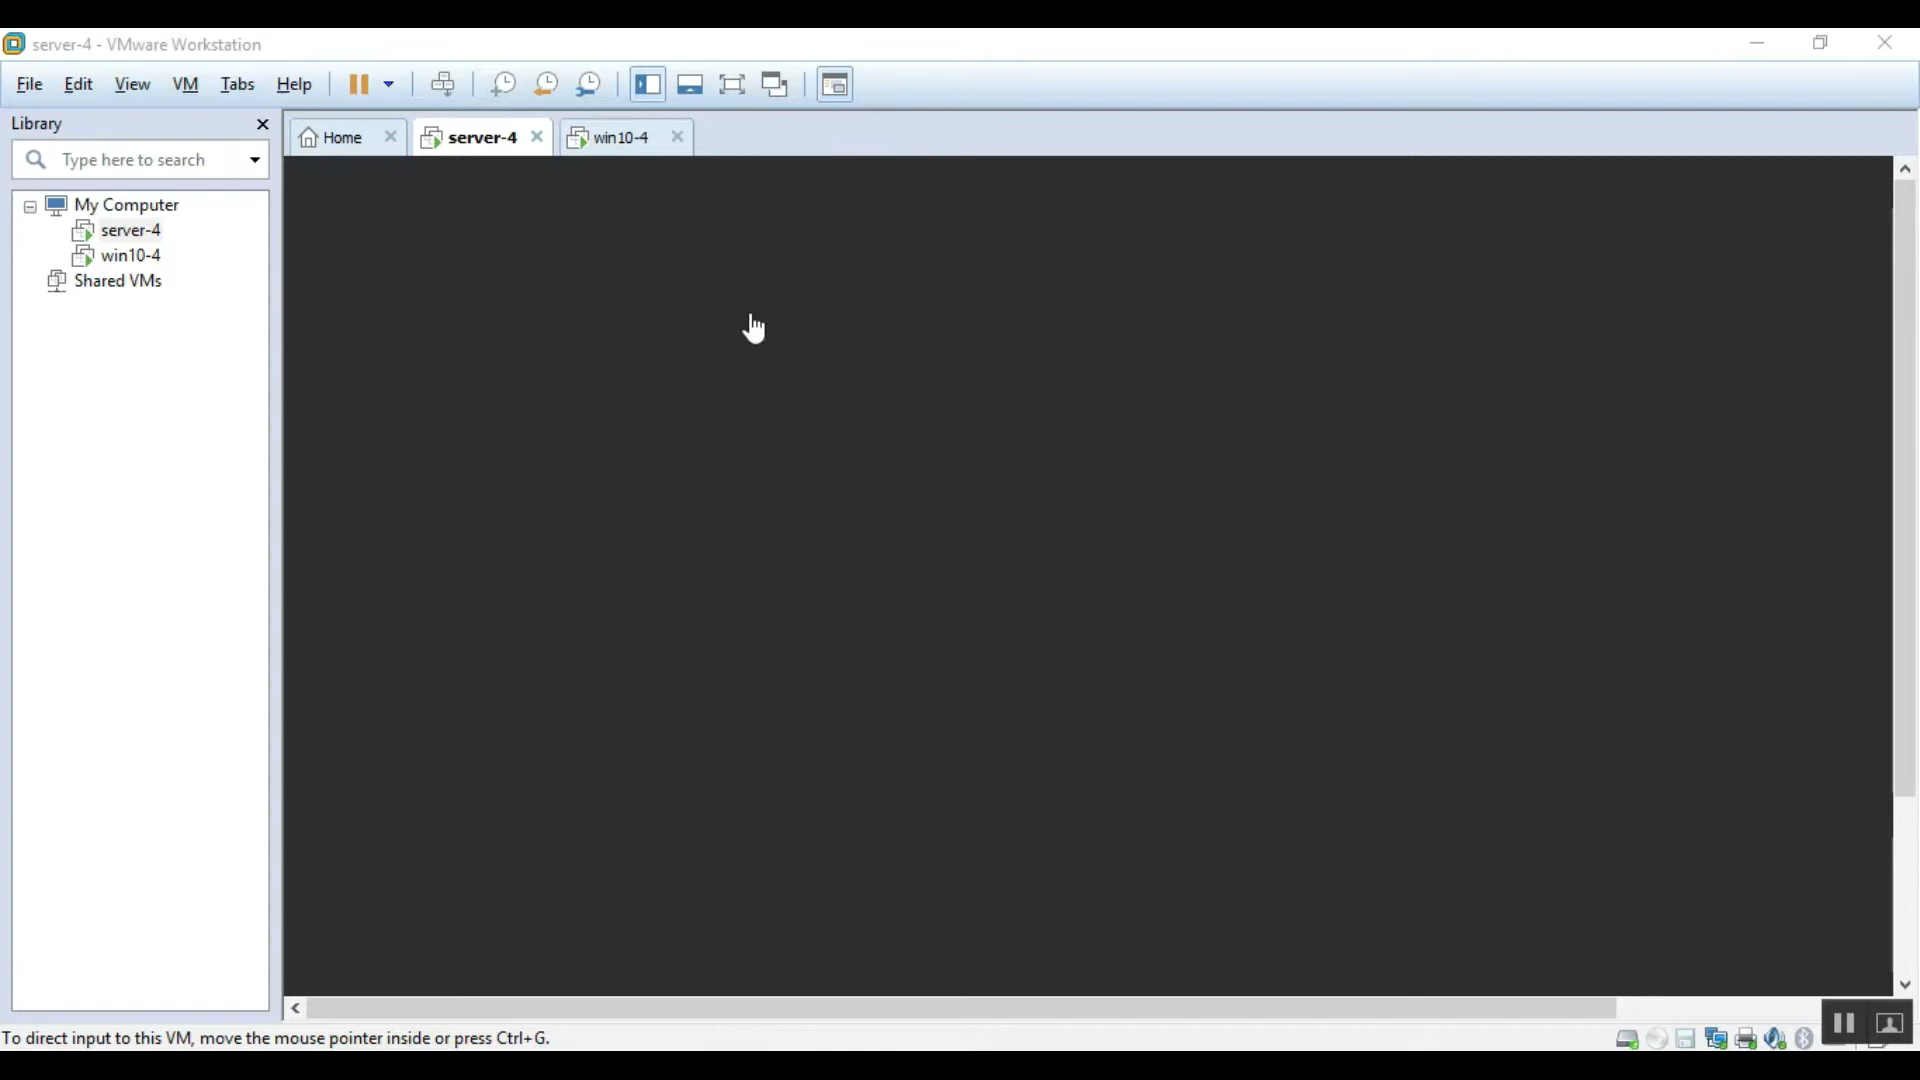 server-4 - VMware Workstation
File Edit View VM Tabs Help
Library
Home server-4 win10-4
Type here to search
My Computer
server-4
win10-4
Shared VMs
To direct input to this VM, move the mouse pointer inside or press Ctrl+G.